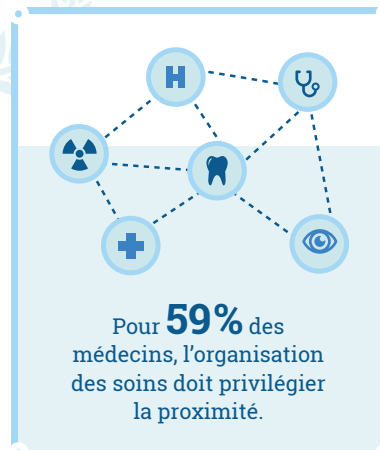 H
Pour 59% des
médecins, l'organisation
des soins doit privilégier
la proximité.